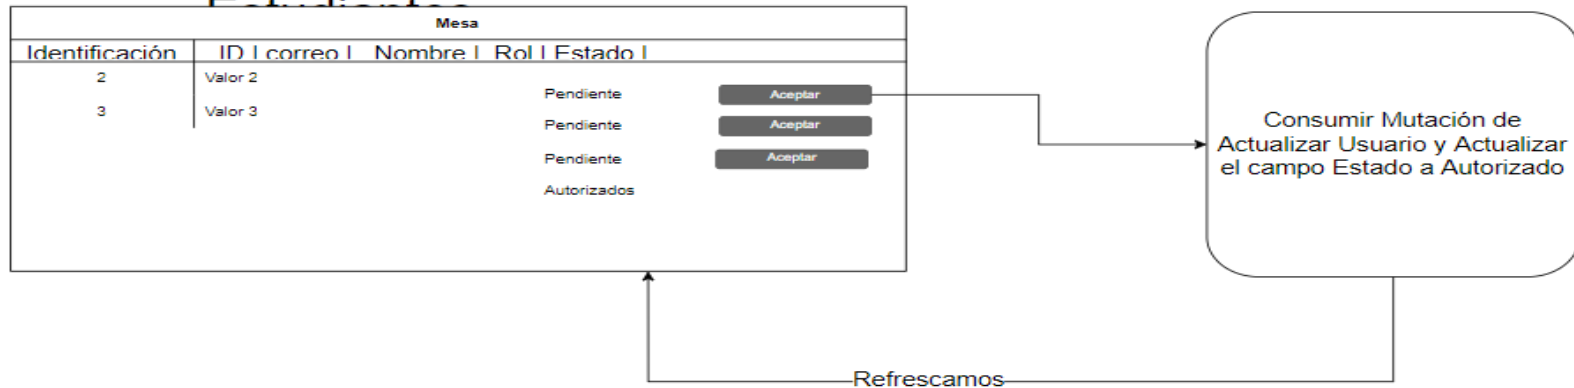 Estudiantes
Mesa
Identificación ID | correo | Nombre | Rol | Estado |
2 Valor 2
Pendiente Aceptar
3 Valor 3
Pendiente Aceptar
Pendiente Aceptar
Autorizados
Consumir Mutación de
Actualizar Usuario y Actualizar
el campo Estado a Autorizado
Refrescamos